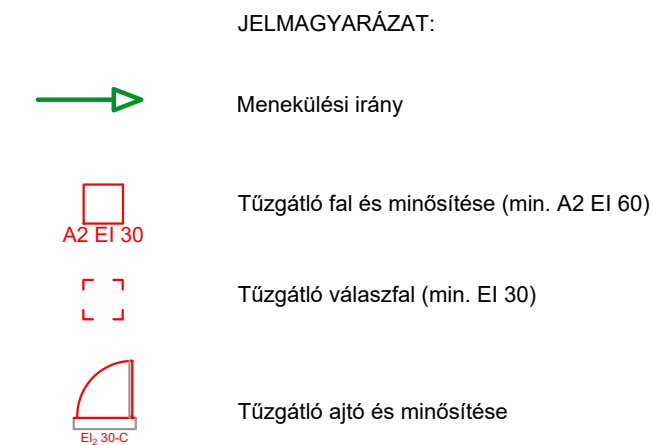 JELMAGYARÁZAT:
Menekülési irány
Tűzgátló fal és minősítése (min. A2 EI 60)
A2 EI 30
Tűzgátló válaszfal (min. EI 30)
Tűzgátló ajtó és minősítése
EI₂ 30-C